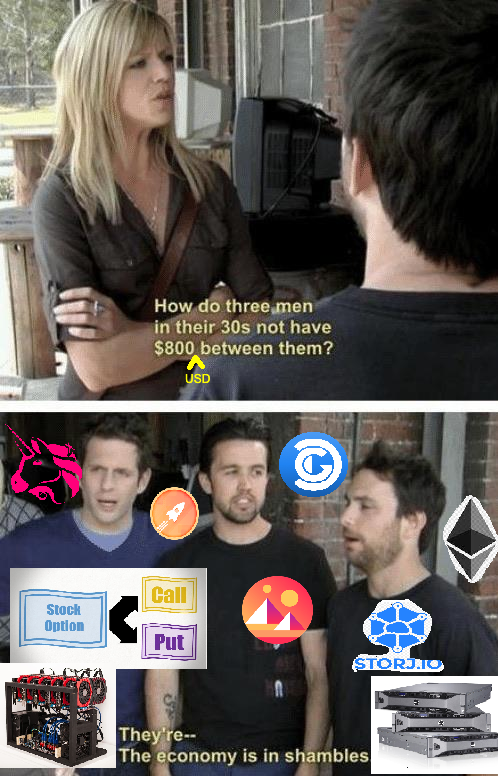 How do three men
in their 30s not have
$800 between them?
USD
Stock
Option
Call
Put
STORJ.IO
They're--
The economy is in shambles